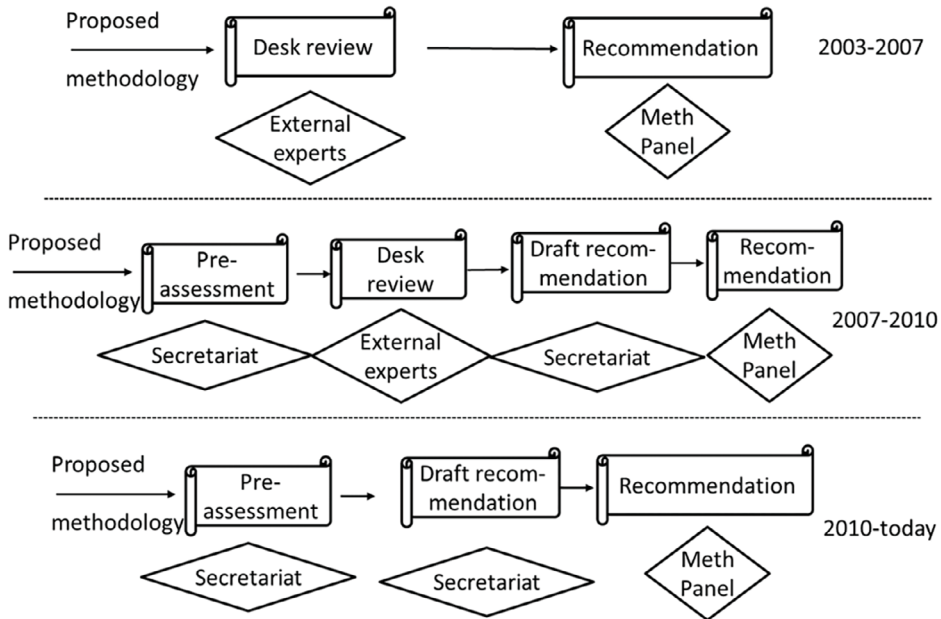 Proposed
methodology
Desk review
Recommendation
2003-2007
External
experts
Meth
Panel
Proposed
methodology
Pre-
assessment
Desk
review
Draft recom-
mendation
Recom-
mendation
2007-2010
Secretariat
External
experts
Secretariat
Meth
Panel
Proposed
methodology
Pre-
assessment
Draft recom-
mendation
Recommendation
2010-today
Secretariat
Secretariat
Meth
Panel